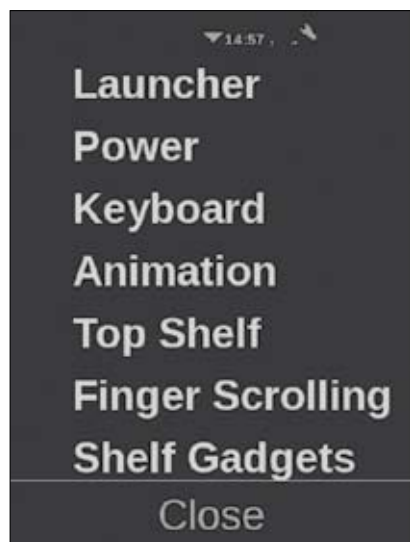 14:57
Launcher
Power
Keyboard
Animation
Top Shelf
Finger Scrolling
Shelf Gadgets
Close